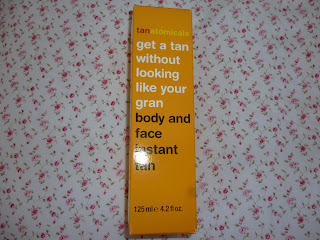 tanatomicals
get a tan
without
looking
like your
gran
body and
face
instant
tan
125 ml e 4.2 fl oz.